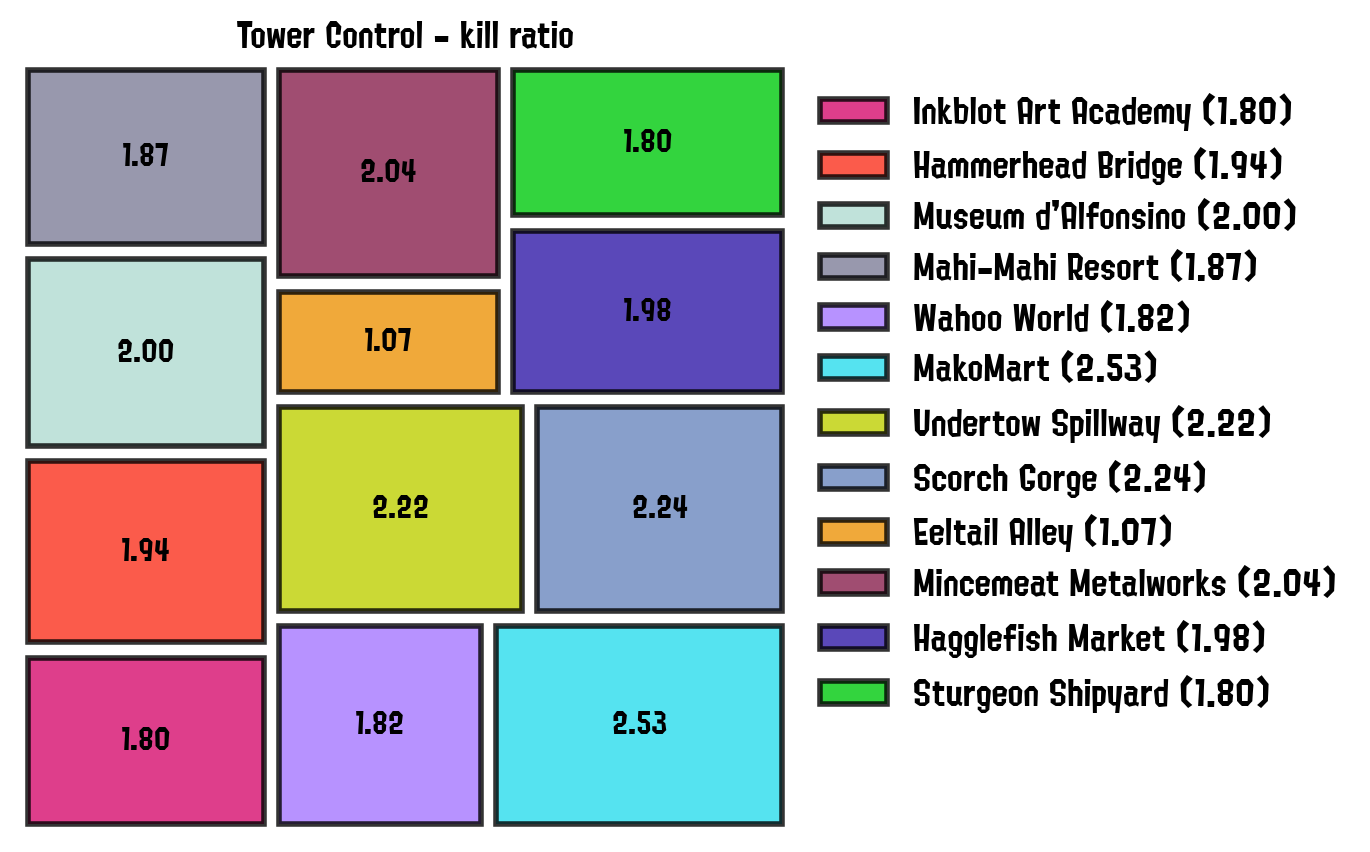 Tower Control - kill ratio
1.87
2.04
1.80
2.00
1.07
1.98
1.94
2.22
2.24
1.80
1.82
2.53
Inkblot Art Academy (1.80)
Hammerhead Bridge (1.94)
Museum d'Alfonsino (2.00)
Mahi-Mahi Resort (1.87)
Wahoo World (1.82)
MakoMart (2.53)
Undertow Spillway (2.22)
Scorch Gorge (2.24)
Eeltail Alley (1.07)
Mincemeat Metalworks (2.04)
Hagglefish Market (1.98)
Sturgeon Shipyard (1.80)